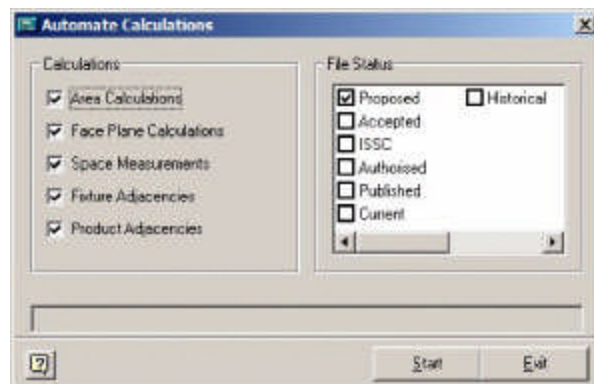 Automate Calculations
Calculations
Area Calculations
Face Plane Calculations
Space Measurements
Fixture Adjacencies
Product Adjacencies
File Status
Proposed
Accepted
ISSC
Authorised
Published
Current
Historical
Start
Exit